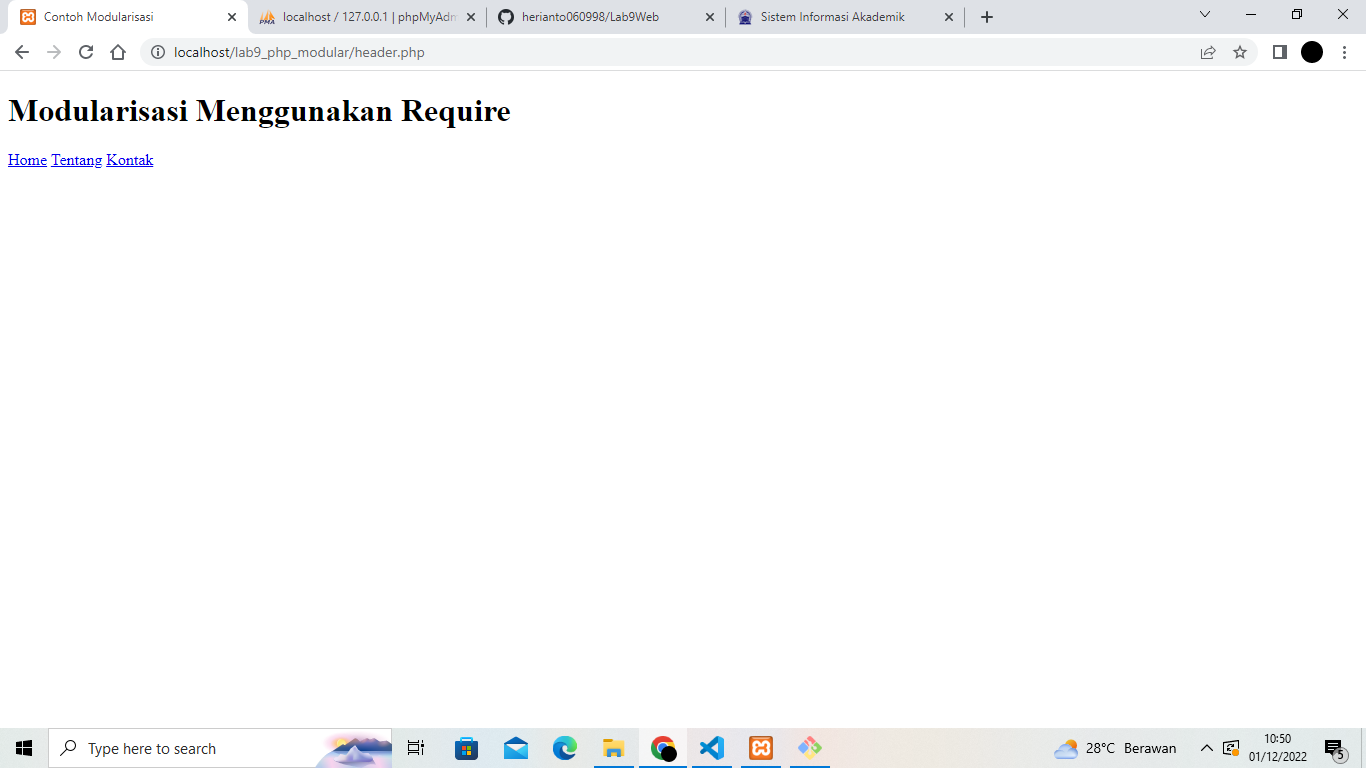 Contoh Modularisasi
localhost / 127.0.0.1 | phpMyAdm
herianto060998/Lab9Web
Sistem Informasi Akademik
localhost/lab9_php_modular/header.php
Modularisasi Menggunakan Require
Home Tentang Kontak
Type here to search
28°C Berawan
10:50
01/12/2022
5